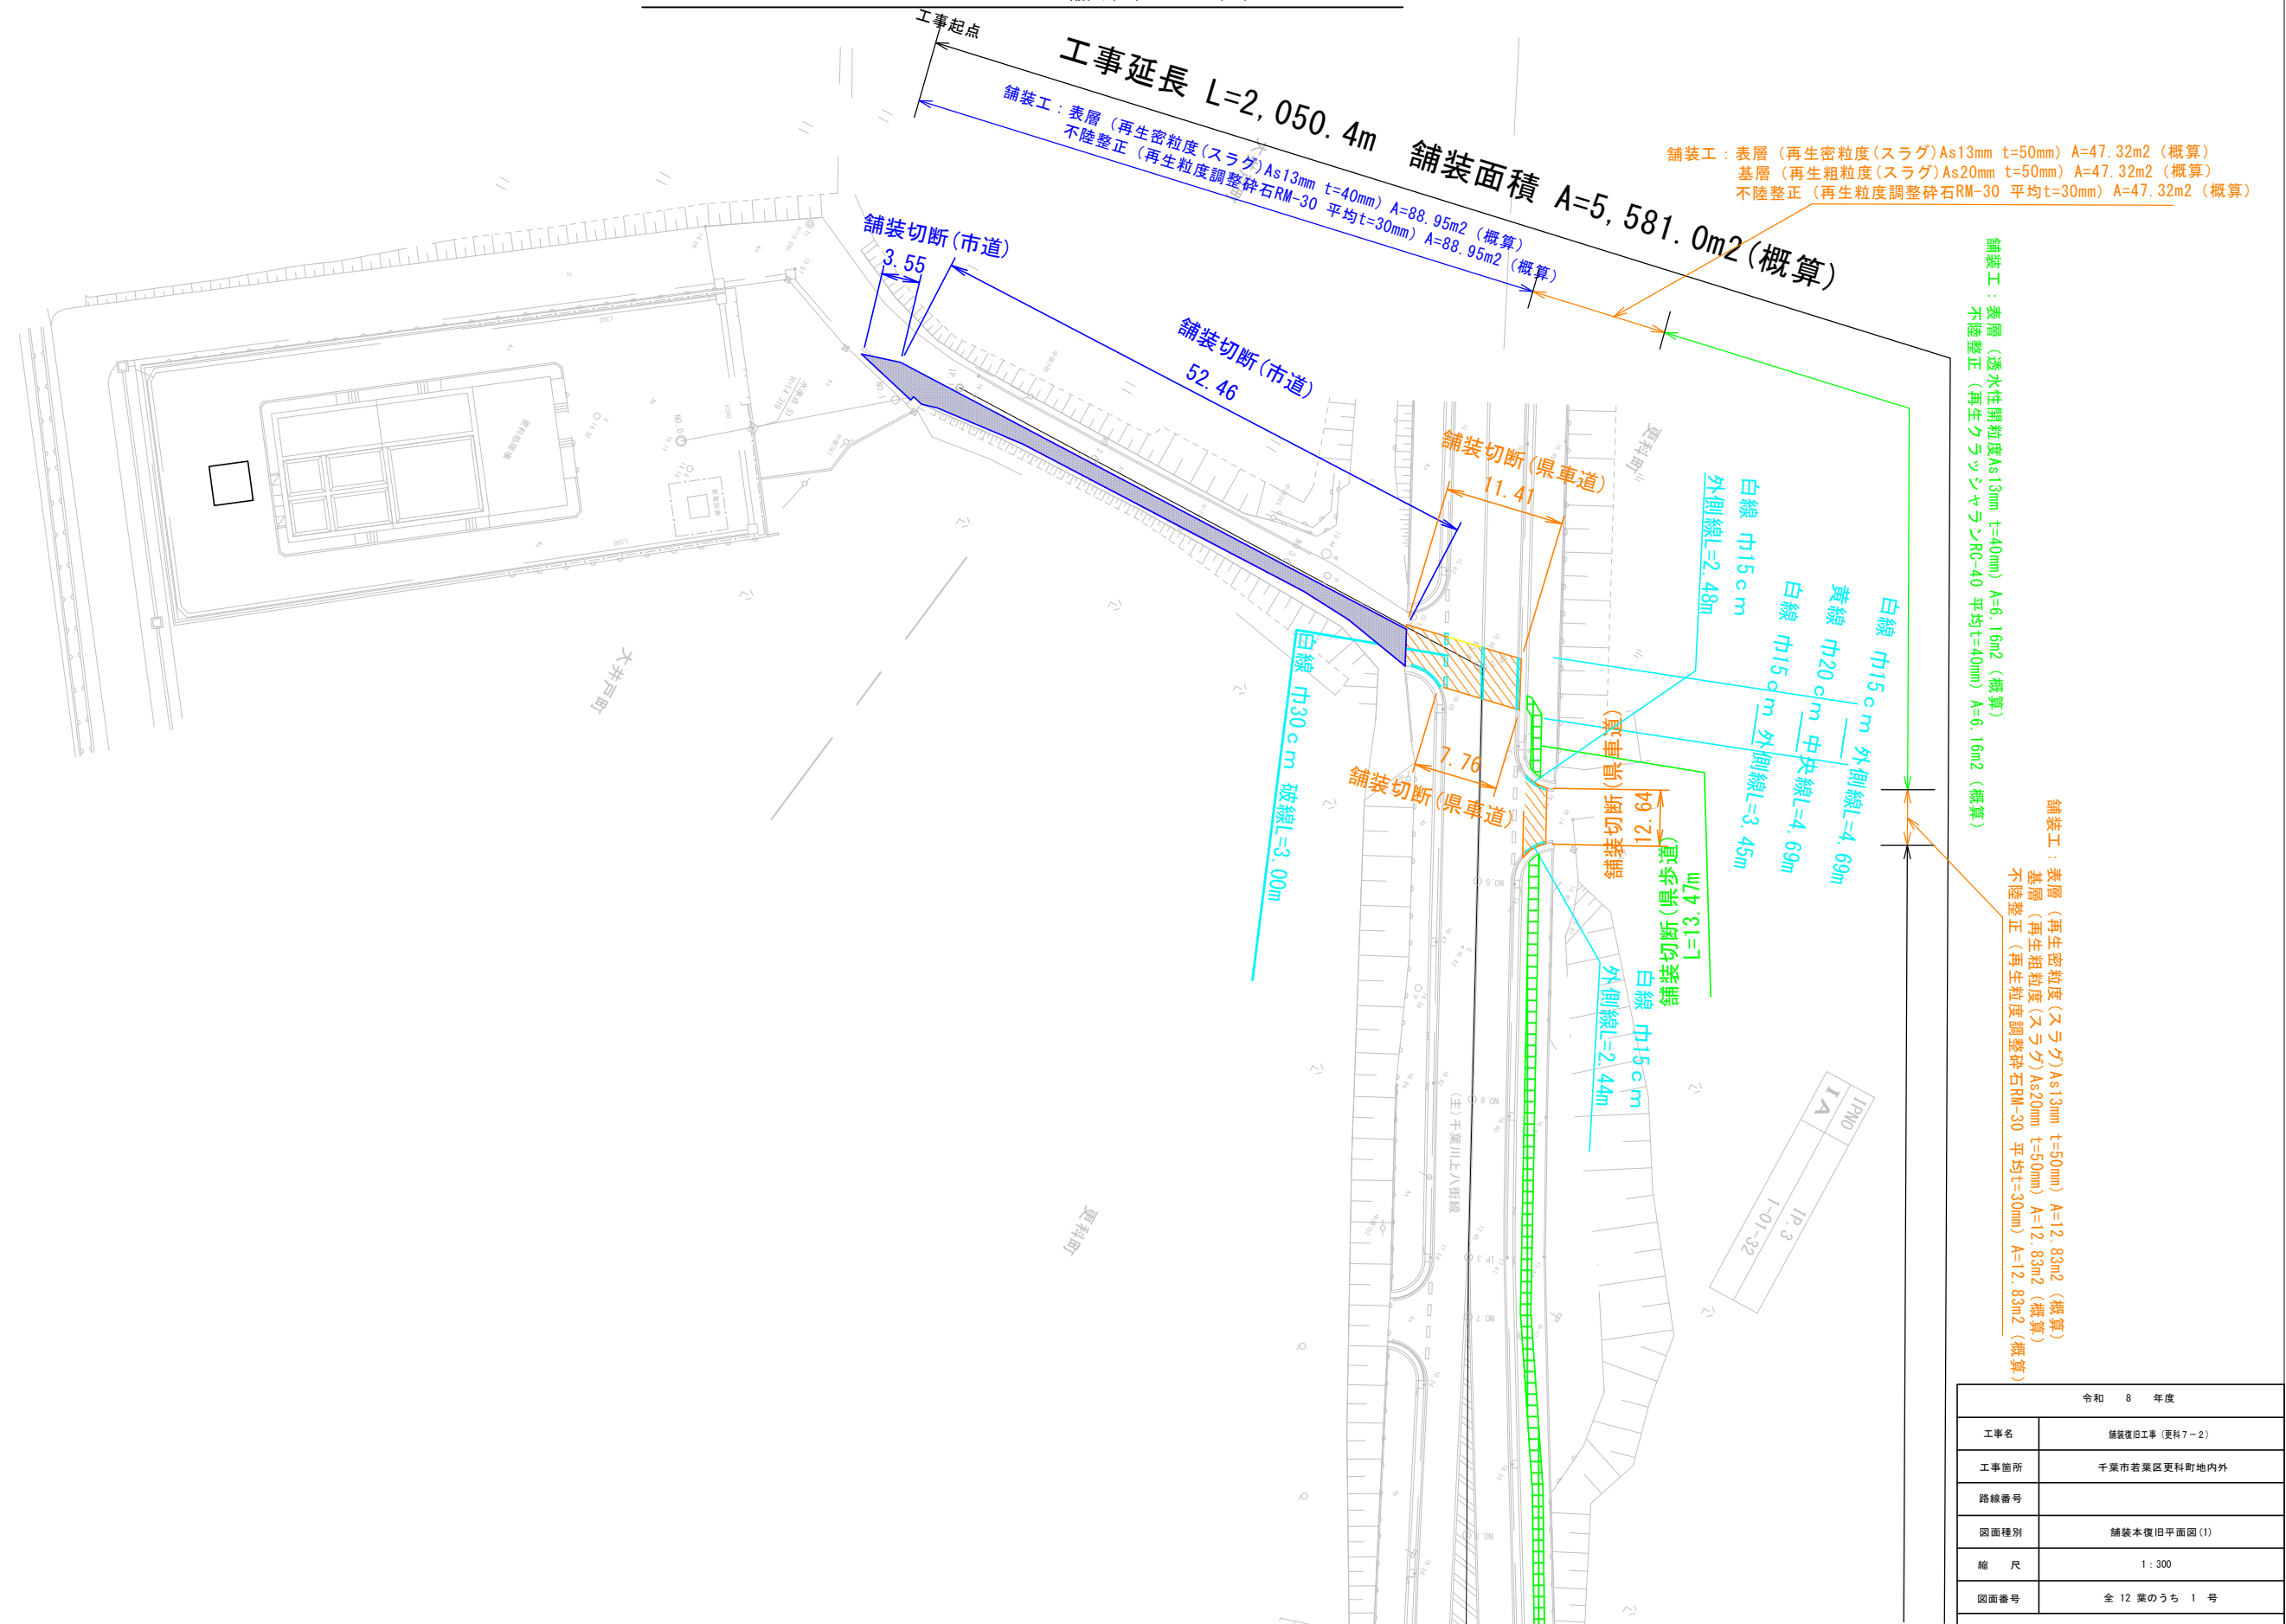 工事起点
工事延長 L=2,050.4m 舗装面積 A=5,581.0m2(概算)
舗装工：表層（再生密粒度(スラグ)As13mm t=40mm）A=88.95m2（概算）
不陸整正（再生粒度調整砕石RM-30 平均t=30mm）A=88.95m2（概算）
舗装工：表層（再生密粒度(スラグ)As13mm t=50mm）A=47.32m2（概算）
基層（再生粗粒度(スラグ)As20mm t=50mm）A=47.32m2（概算）
不陸整正（再生粒度調整砕石RM-30 平均t=30mm）A=47.32m2（概算）
舗装切断(市道)
3.55
舗装切断(市道)
52.46
舗装切断(県車道)
11.41
舗装工：表層（透水性開粒度As13mm t=40mm）A=6.16m2（概算）
不陸整正（再生クラッシャランRC-40 平均t=40mm）A=6.16m2（概算）
白線 巾15ｃｍ
外側線L=2.48m
白線 巾15ｃｍ 外側線L=4.69m
黄線 巾20ｃｍ 中央線L=4.69m
白線 巾15ｃｍ 外側線L=3.45m
白線 巾30ｃｍ 破線L=3.00m
7.76
舗装切断(県車道)
舗装切断(県車道)
12.64
舗装切断(県歩道)
L=13.47m
白線 巾15ｃｍ
外側線L=2.44m
舗装工：表層（再生密粒度(スラグ)As13mm t=50mm）A=12.83m2（概算）
基層（再生粗粒度(スラグ)As20mm t=50mm）A=12.83m2（概算）
不陸整正（再生粒度調整砕石RM-30 平均t=30mm）A=12.83m2（概算）
大井戸町
更科町
更科町
(主)千葉川上八街線
NO.0
NO.1
NO.5
NO.6
IP.3
NO.7
NO.8
IPNO
IP.3
IA
1-01-32
令和 8 年度
工事名 舗装復旧工事（更科７－２）
工事箇所 千葉市若葉区更科町地内外
路線番号
図面種別 舗装本復旧平面図(1)
縮 尺 1：300
図面番号 全 12 葉のうち 1 号